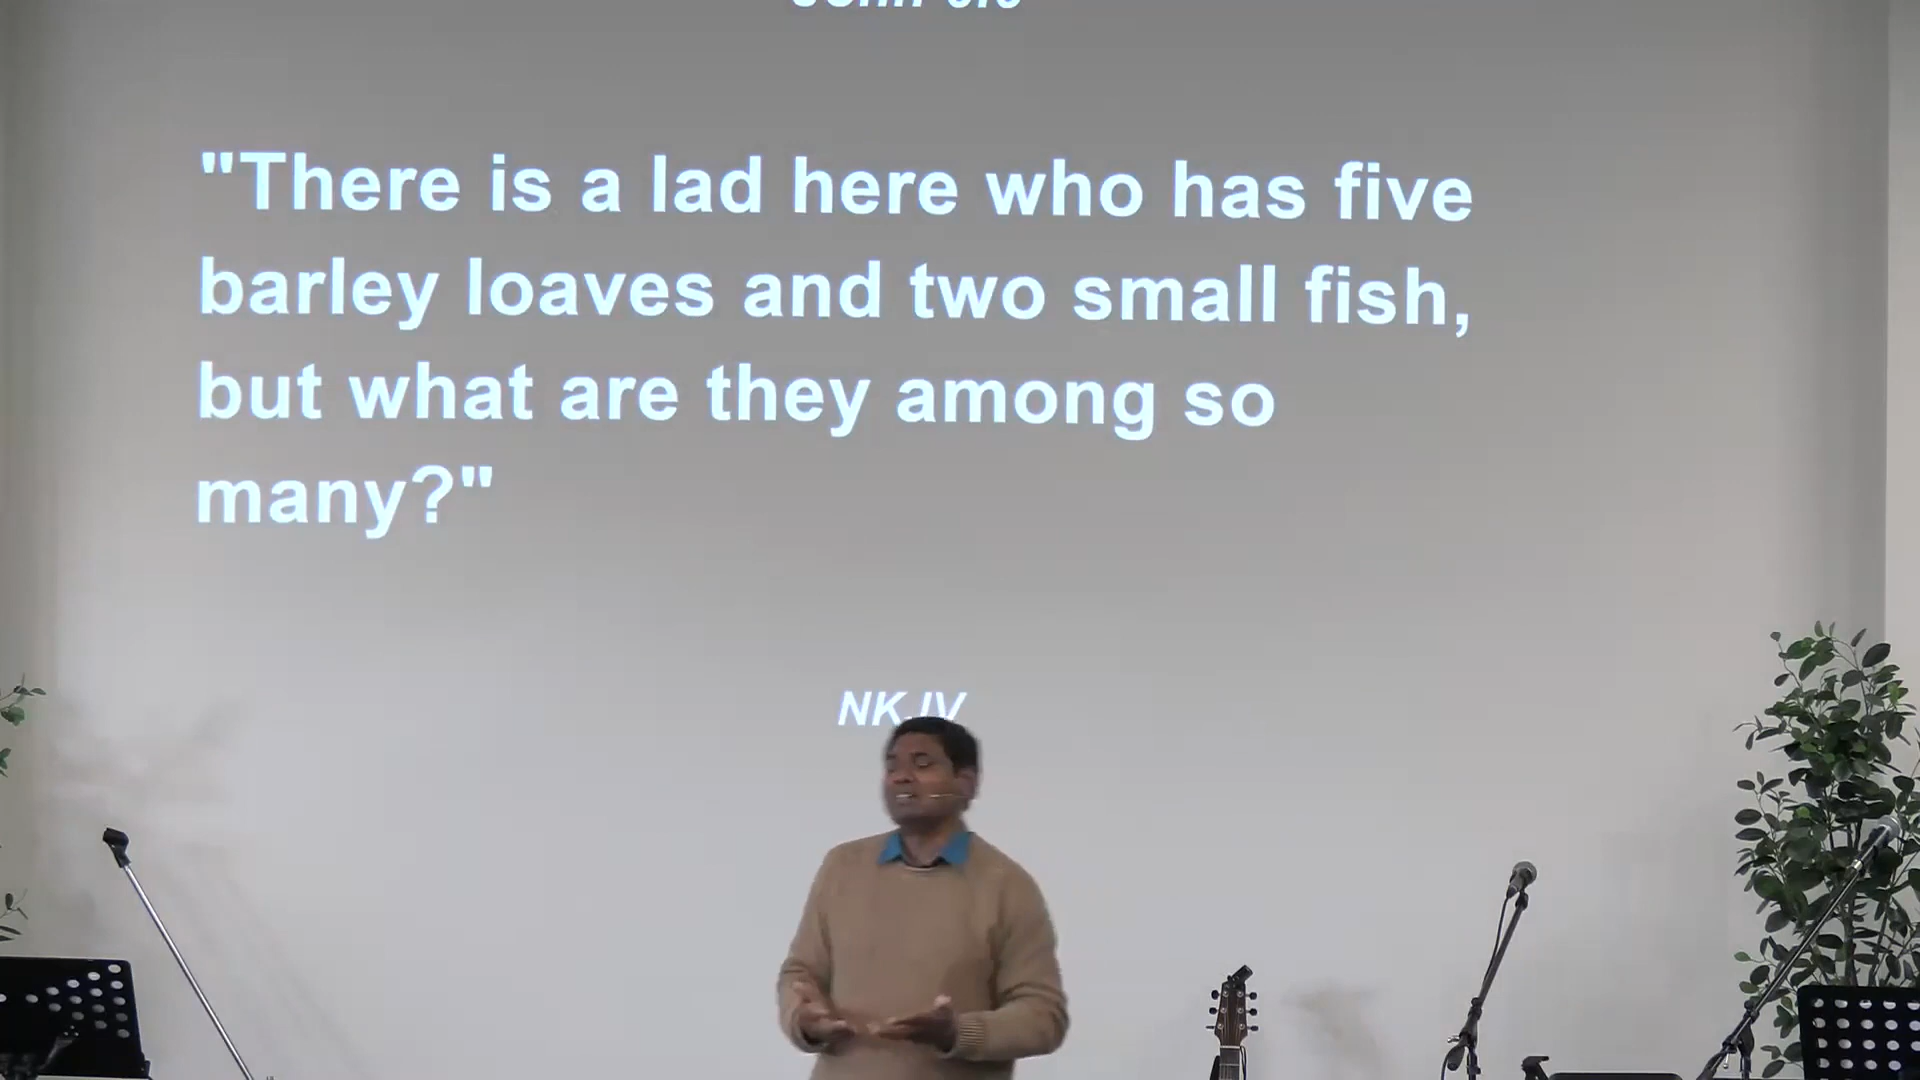 "There is a lad here who has five
barley loaves and two small fish,
but what are they among so
many?"
NKJV